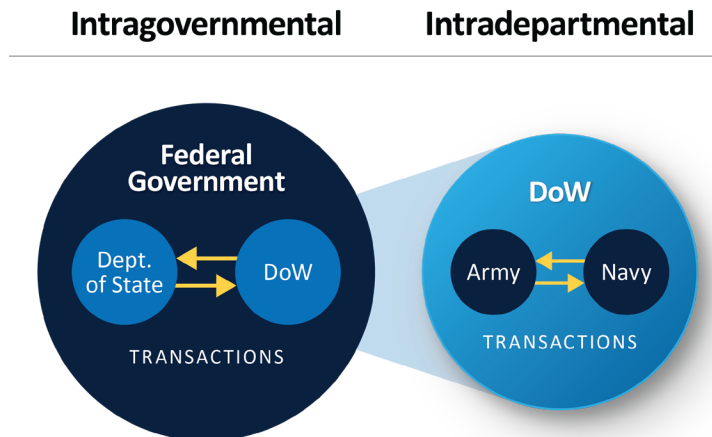 Intragovernmental
Intradepartmental
Federal
Government
Dept.
of State
DoW
TRANSACTIONS
DoW
Army
Navy
TRANSACTIONS